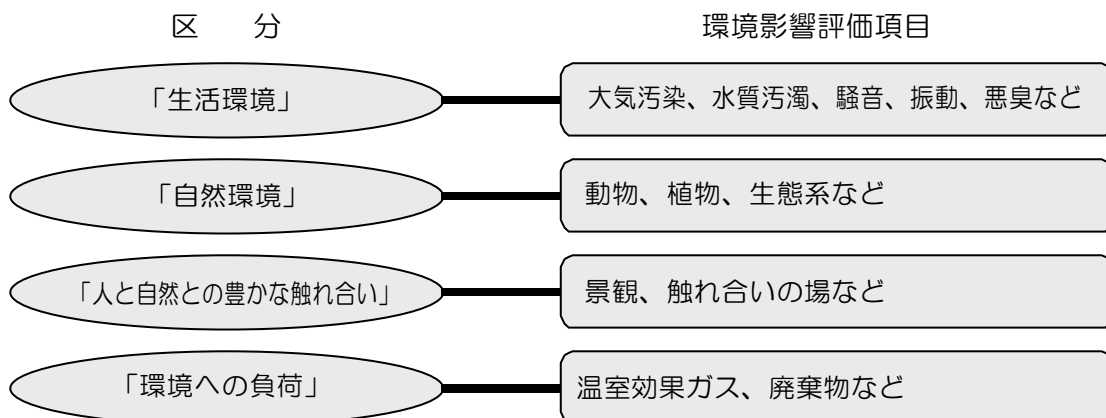 区　分　環境影響評価項目
「生活環境」　大気汚染、水質汚濁、騒音、振動、悪臭など
「自然環境」　動物、植物、生態系など
「人と自然との豊かな触れ合い」　景観、触れ合いの場など
「環境への負荷」　温室効果ガス、廃棄物など